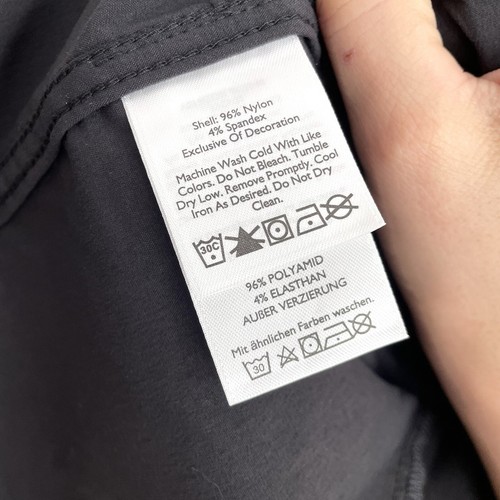 Shell: 96% Nylon
4% Spandex
Exclusive Of Decoration
Machine Wash Cold With Like
Colors. Do Not Bleach. Tumble
Dry Low. Remove Promptly. Cool
Iron As Desired. Do Not Dry
Clean.
30C
96% POLYAMID
4% ELASTHAN
AUßER VERZIERUNG
Mit ähnlichen Farben waschen.
30